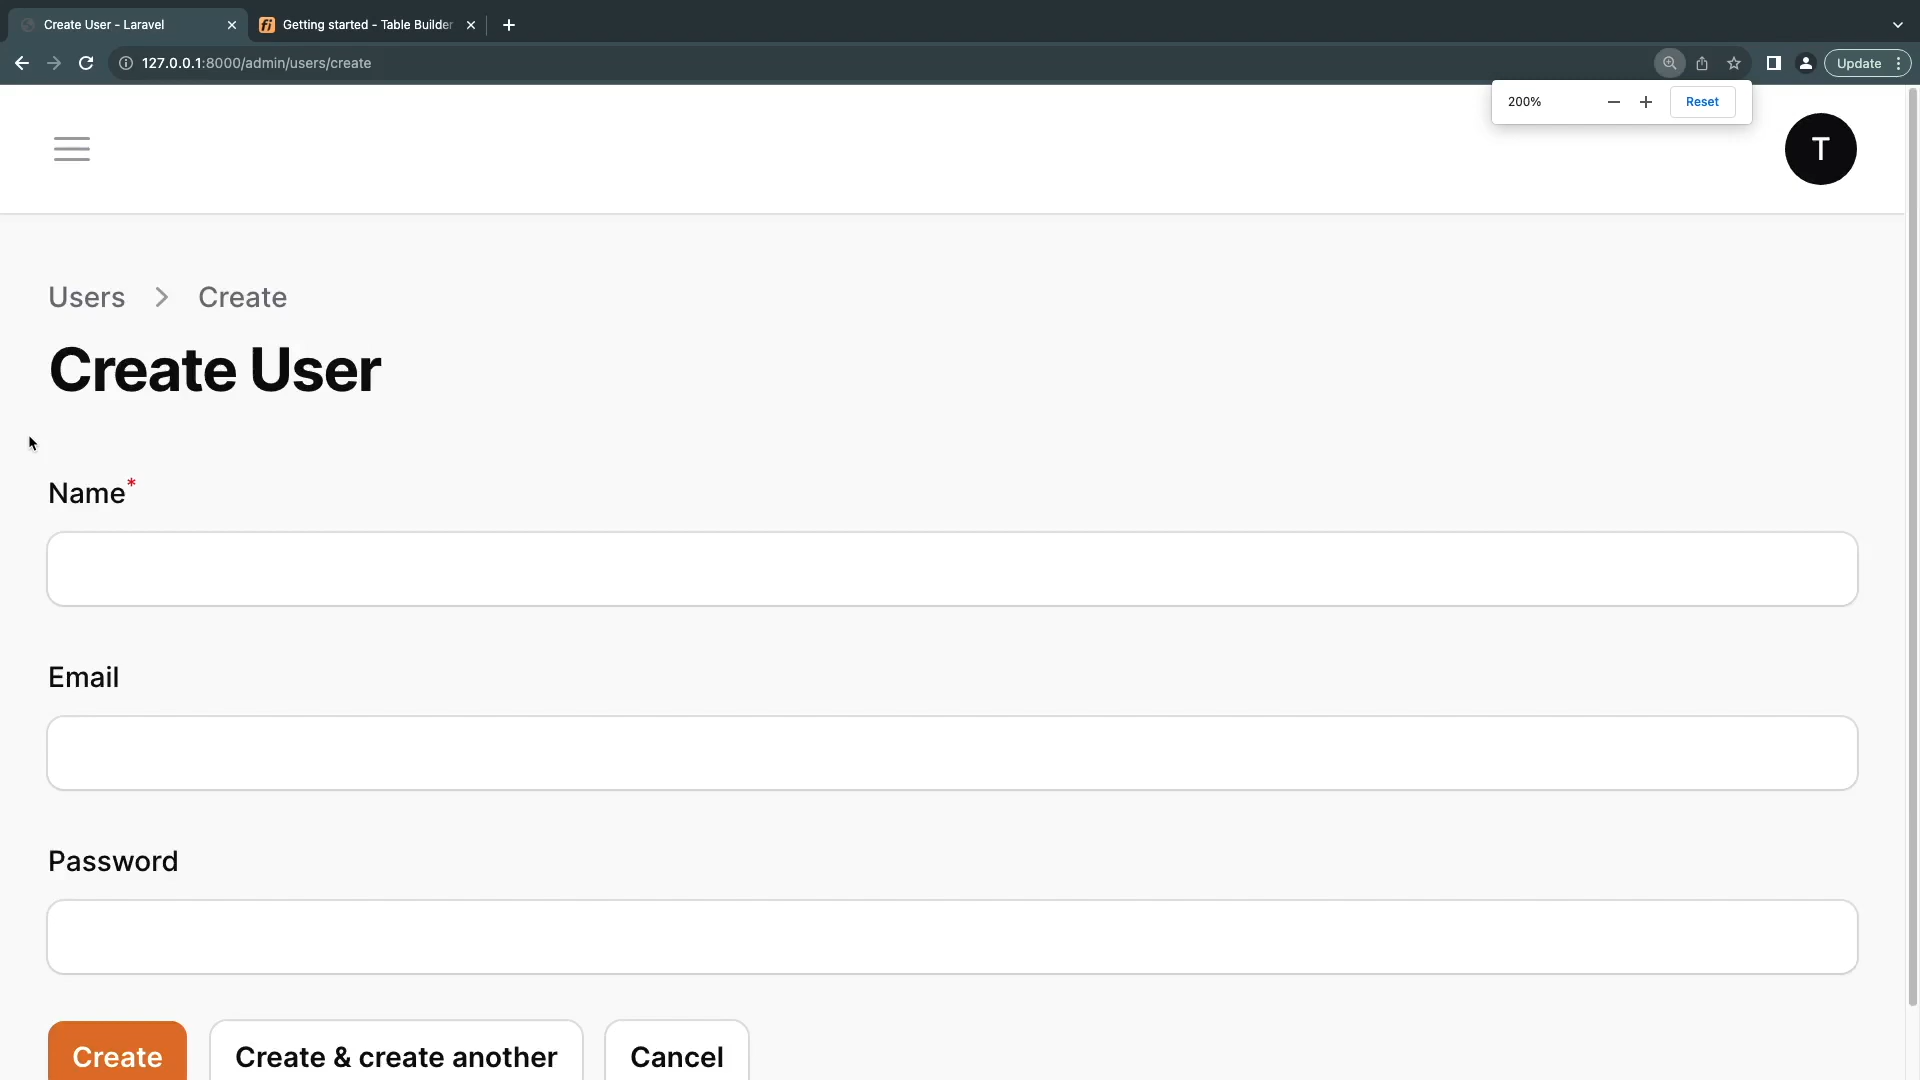 Create User - Laravel
Getting started - Table Builder
127.0.0.1:8000/admin/users/create
Update
200%
Reset
T
Users > Create
Create User
Name*
Email
Password
Create
Create & create another
Cancel